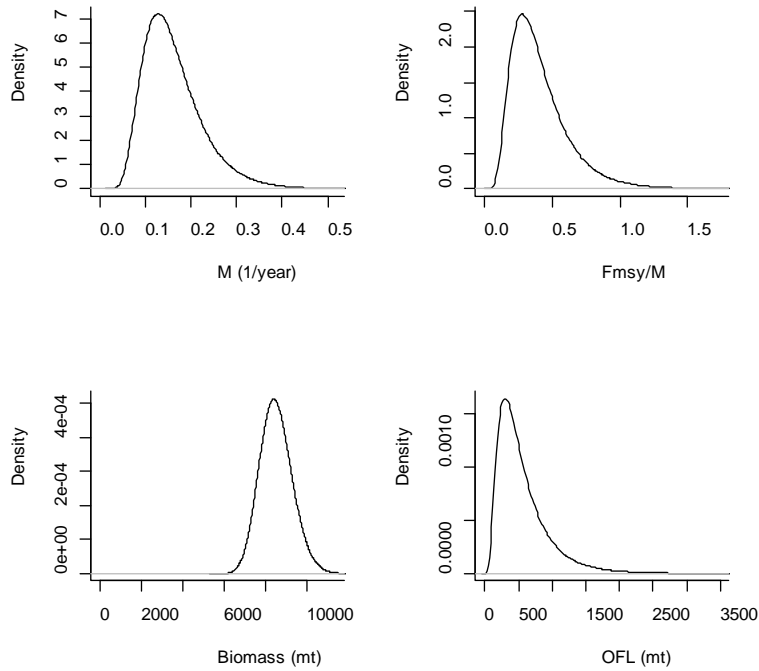 Density
0 1 2 3 4 5 6 7
0.0 0.1 0.2 0.3 0.4 0.5
M (1/year)
Density
0.0 1.0 2.0
0.0 0.5 1.0 1.5
Fmsy/M
Density
0e+00 2e-04 4e-04
0 2000 6000 10000
Biomass (mt)
Density
0.0000 0.0010
0 500 1500 2500 3500
OFL (mt)